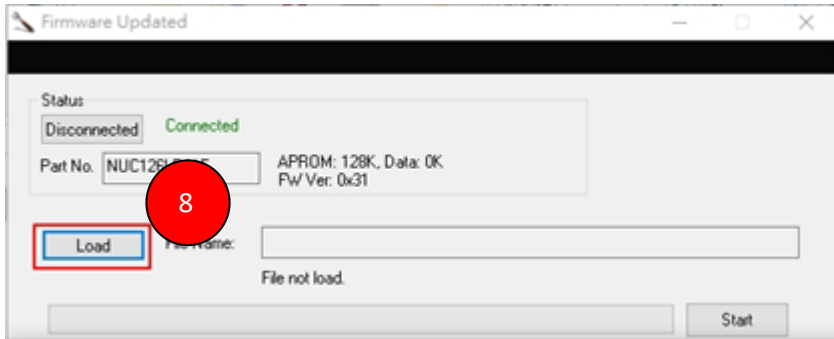 Firmware Updated
Status
Disconnected Connected
Part No. APROM: 128K, Data: 0K
FW Ver: 0x31
8
Load Name:
File not load.
Start